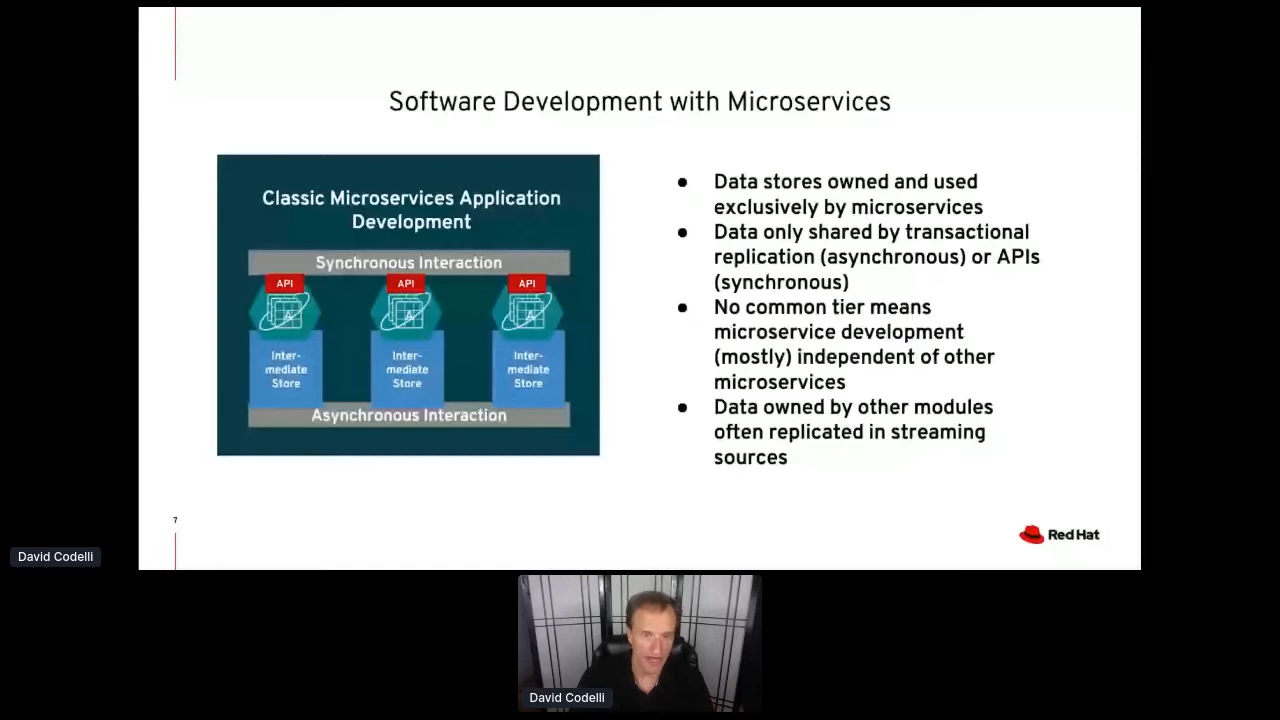 Software Development with Microservices
Classic Microservices Application
Development
Synchronous Interaction
API
API
API
Inter-
mediate
Store
Inter-
mediate
Store
Inter-
mediate
Store
Asynchronous Interaction
● Data stores owned and used
exclusively by microservices
● Data only shared by transactional
replication (asynchronous) or APIs
(synchronous)
● No common tier means
microservice development
(mostly) independent of other
microservices
● Data owned by other modules
often replicated in streaming
sources
7
Red Hat
David Codelli
David Codelli